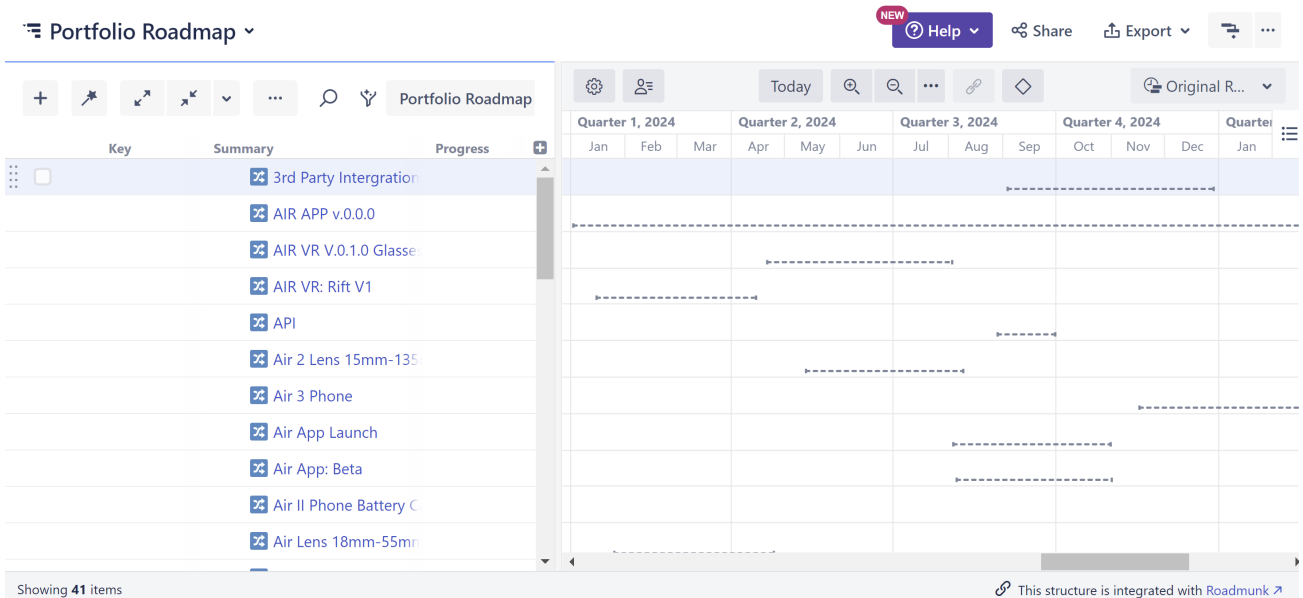 Portfolio Roadmap
NEW
Help
Share
Export
Portfolio Roadmap
Today
Original R...
Quarter 1, 2024 Quarter 2, 2024 Quarter 3, 2024 Quarter 4, 2024 Quarter
Key Summary Progress
Jan Feb Mar Apr May Jun Jul Aug Sep Oct Nov Dec Jan
3rd Party Intergration
AIR APP v.0.0.0
AIR VR V.0.1.0 Glasse
AIR VR: Rift V1
API
Air 2 Lens 15mm-135
Air 3 Phone
Air App Launch
Air App: Beta
Air II Phone Battery C
Air Lens 18mm-55mm
Showing 41 items
This structure is integrated with Roadmunk